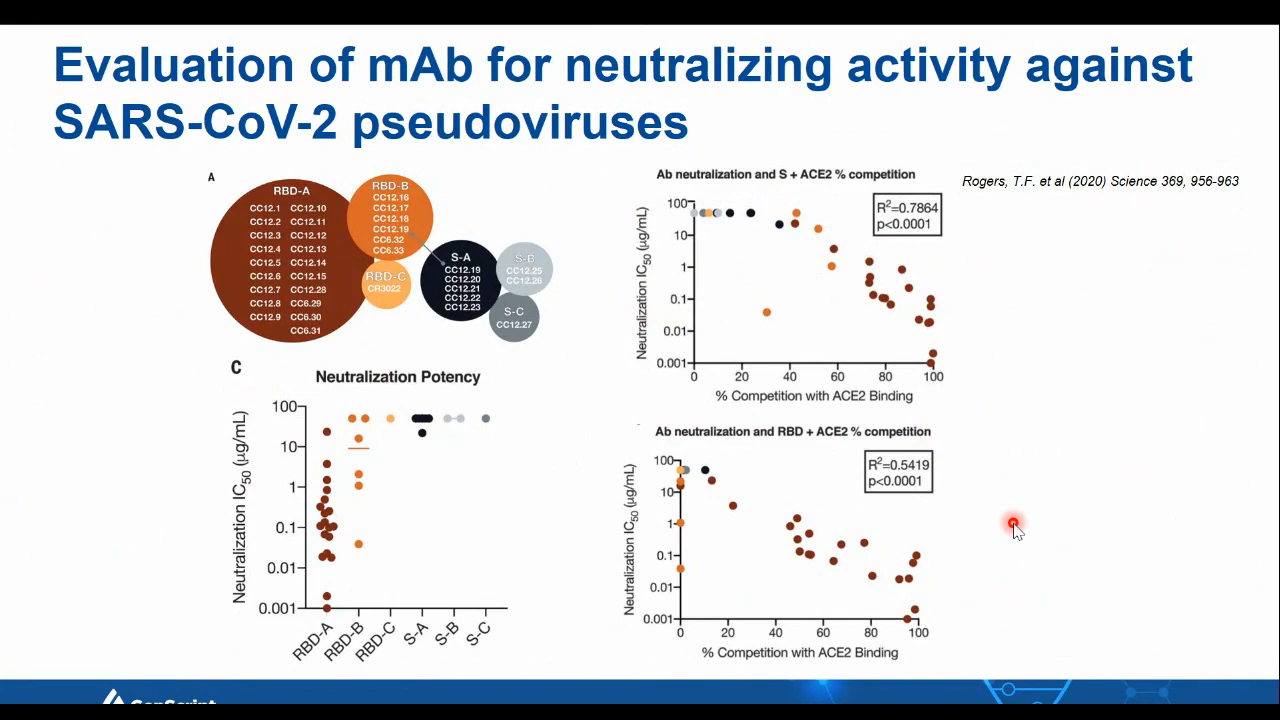 Evaluation of mAb for neutralizing activity against
SARS-CoV-2 pseudoviruses
A
RBD-A
CC12.1 CC12.10
CC12.2 CC12.11
CC12.3 CC12.12
CC12.4 CC12.13
CC12.5 CC12.14
CC12.6 CC12.15
CC12.7 CC12.28
CC12.8 CC6.29
CC12.9 CC6.30
CC6.31
RBD-B
CC12.16
CC12.17
CC12.18
CC12.19
CC6.32
CC6.33
RBD-C
CR3022
S-A
CC12.19
CC12.20
CC12.21
CC12.22
CC12.23
S-B
CC12.25
CC12.26
S-C
CC12.27
Ab neutralization and S + ACE2 % competition
Rogers, T.F. et al (2020) Science 369, 956-963
R²=0.7864
p<0.0001
Neutralization IC50 (µg/mL)
100
10
1
0.1
0.01
0.001
0 20 40 60 80 100
% Competition with ACE2 Binding
C
Neutralization Potency
Neutralization IC50 (µg/mL)
100
10
1
0.1
0.01
0.001
RBD-A RBD-B RBD-C S-A S-B S-C
Ab neutralization and RBD + ACE2 % competition
R²=0.5419
p<0.0001
Neutralization IC50 (µg/mL)
100
10
1
0.1
0.01
0.001
0 20 40 60 80 100
% Competition with ACE2 Binding
GenScript